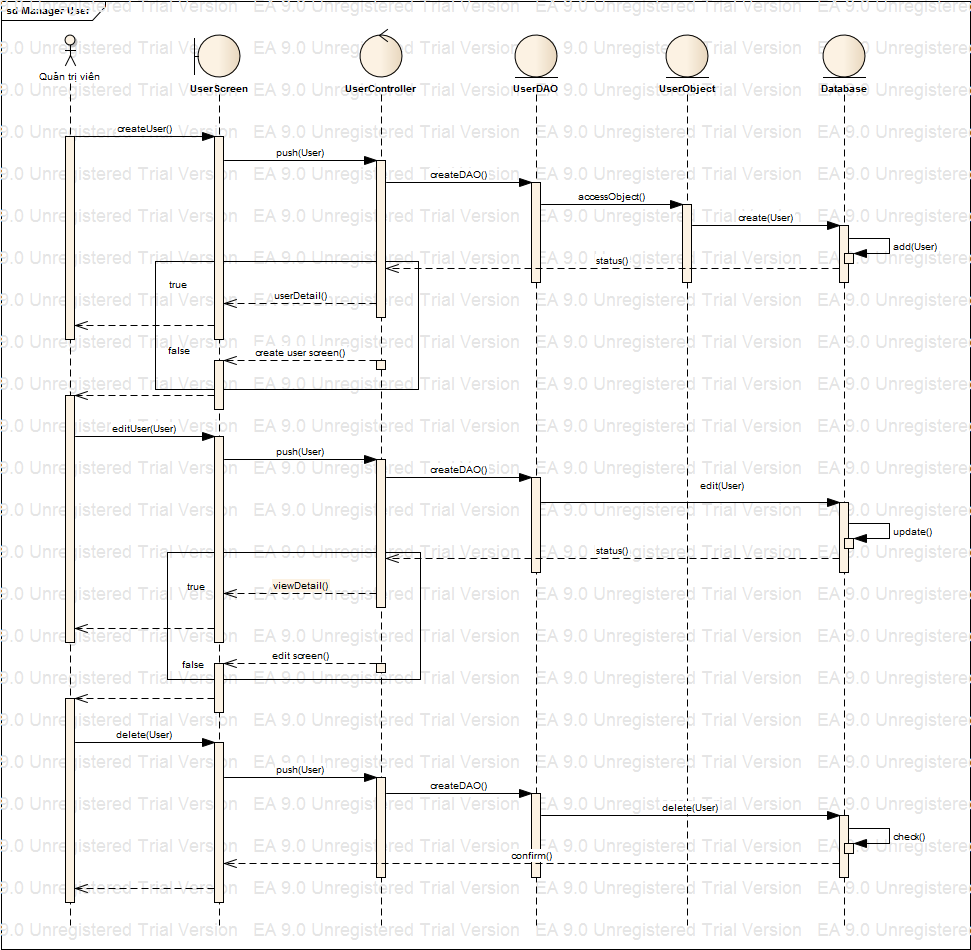 sd Manager User
Quản trị viên
UserScreen
UserController
UserDAO
UserObject
Database
createUser()
push(User)
createDAO()
accessObject()
create(User)
add(User)
status()
true
userDetail()
false
create user screen()
editUser(User)
push(User)
createDAO()
edit(User)
update()
status()
true
viewDetail()
false
edit screen()
delete(User)
push(User)
createDAO()
delete(User)
check()
confirm()
EA 9.0 Unregistered Trial Version